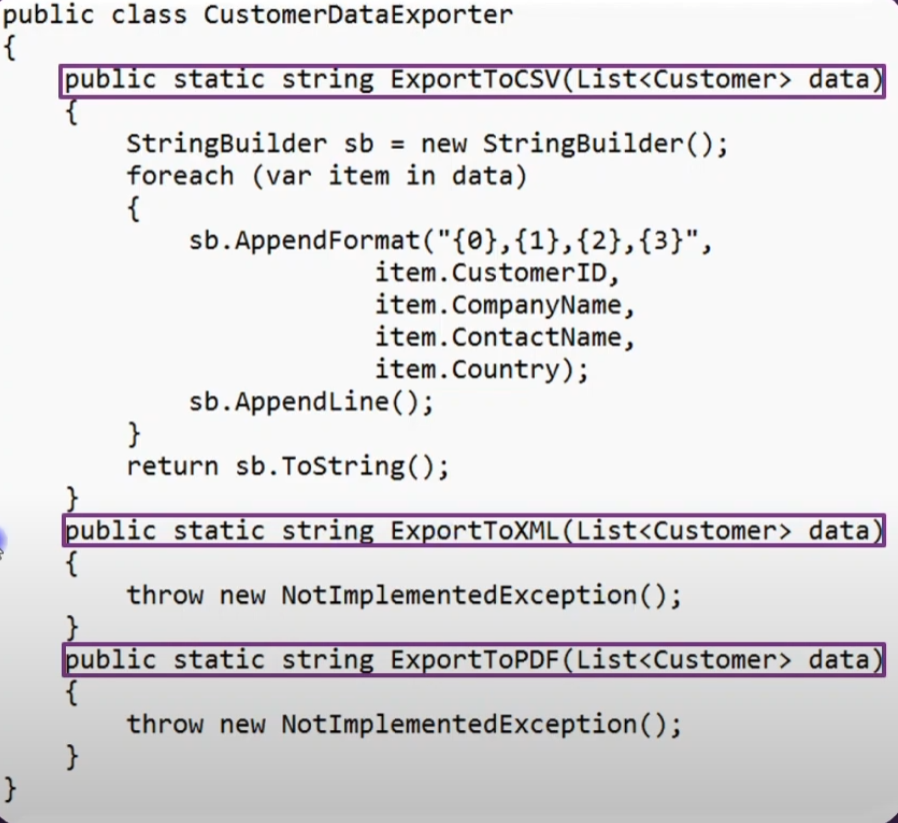 public class CustomerDataExporter
{
public static string ExportToCSV(List<Customer> data)
{
StringBuilder sb = new StringBuilder();
foreach (var item in data)
{
sb.AppendFormat("{0},{1},{2},{3}",
item.CustomerID,
item.CompanyName,
item.ContactName,
item.Country);
sb.AppendLine();
}
return sb.ToString();
}
public static string ExportToXML(List<Customer> data)
{
throw new NotImplementedException();
}
public static string ExportToPDF(List<Customer> data)
{
throw new NotImplementedException();
}
}